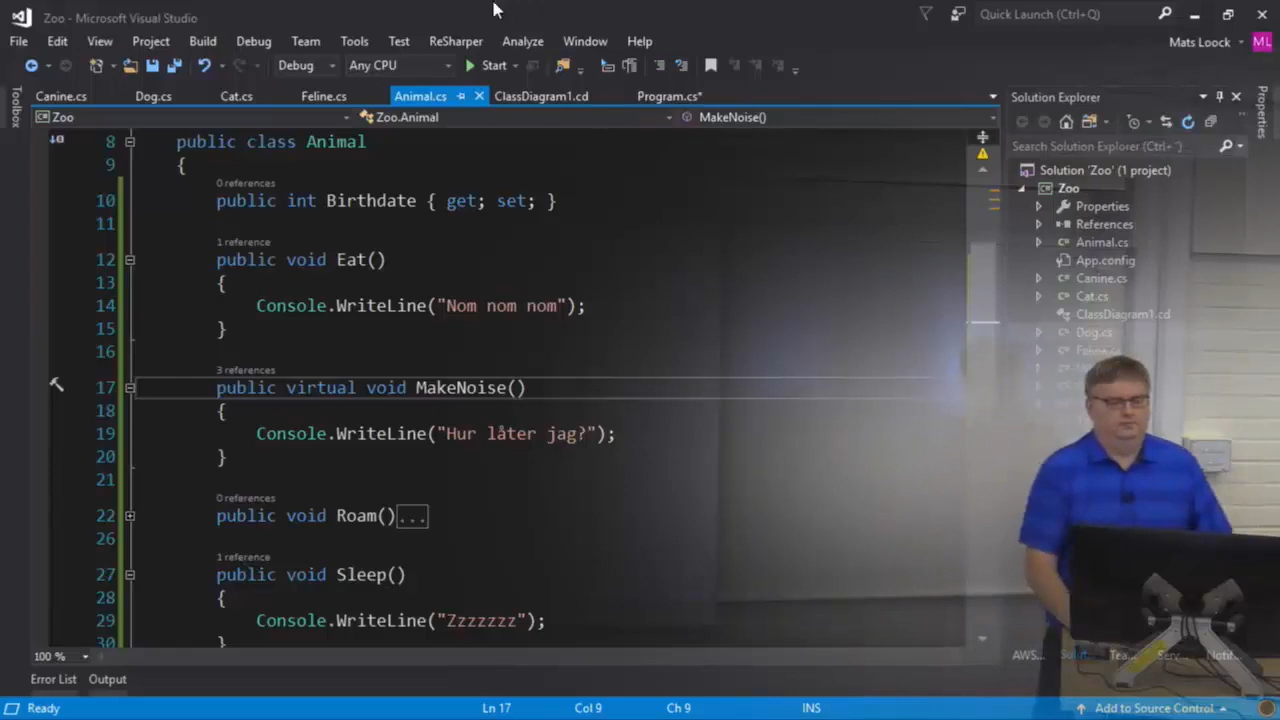 Zoo - Microsoft Visual Studio
Quick Launch (Ctrl+Q)
File Edit View Project Build Debug Team Tools Test ReSharper Analyze Window Help
Mats Loock ML
Debug Any CPU Start
Toolbox
Canine.cs Dog.cs Cat.cs Feline.cs Animal.cs ClassDiagram1.cd Program.cs*
Zoo Zoo.Animal MakeNoise()
8 public class Animal
9 {
0 references
10 public int Birthdate { get; set; }
11
1 reference
12 public void Eat()
13 {
14 Console.WriteLine("Nom nom nom");
15 }
16
3 references
17 public virtual void MakeNoise()
18 {
19 Console.WriteLine("Hur låter jag?");
20 }
21
0 references
22 public void Roam()...
26
1 reference
27 public void Sleep()
28 {
29 Console.WriteLine("Zzzzzzz");
30 }
100 %
Solution Explorer
Search Solution Explorer (Ctrl+¨)
Solution 'Zoo' (1 project)
Zoo
Properties
References
Animal.cs
App.config
Canine.cs
Cat.cs
ClassDiagram1.cd
Dog.cs
Properties
AWS... Tea... Serv... Notif...
Error List Output
Ready Ln 17 Col 9 Ch 9 INS Add to Source Control